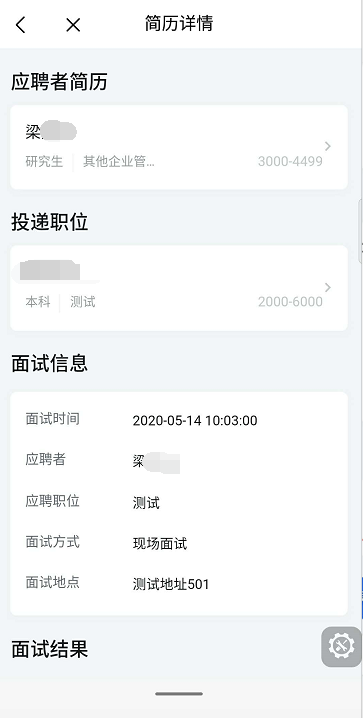 简历详情
应聘者简历
梁
研究生 其他企业管...
3000-4499
投递职位
本科 测试
2000-6000
面试信息
面试时间 2020-05-14 10:03:00
应聘者 梁
应聘职位 测试
面试方式 现场面试
面试地点 测试地址501
面试结果